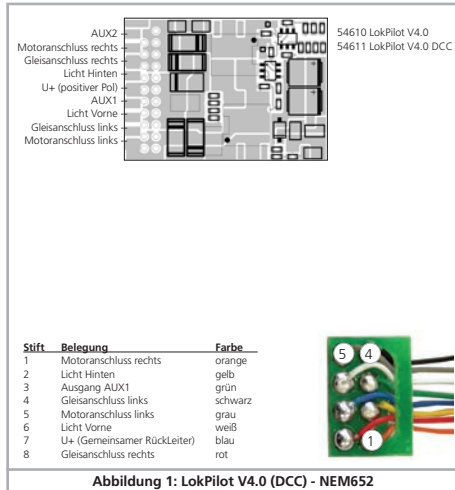 AUX2
Motoranschluss rechts
Gleisanschluss rechts
Licht Hinten
U+ (positiver Pol)
AUX1
Licht Vorne
Gleisanschluss links
Motoranschluss links
54610 LokPilot V4.0
54611 LokPilot V4.0 DCC
Stift Belegung Farbe
1 Motoranschluss rechts orange
2 Licht Hinten gelb
3 Ausgang AUX1 grün
4 Gleisanschluss links schwarz
5 Motoranschluss links grau
6 Licht Vorne weiß
7 U+ (Gemeinsamer RückLeiter) blau
8 Gleisanschluss rechts rot
5 4
1
Abbildung 1: LokPilot V4.0 (DCC) - NEM652